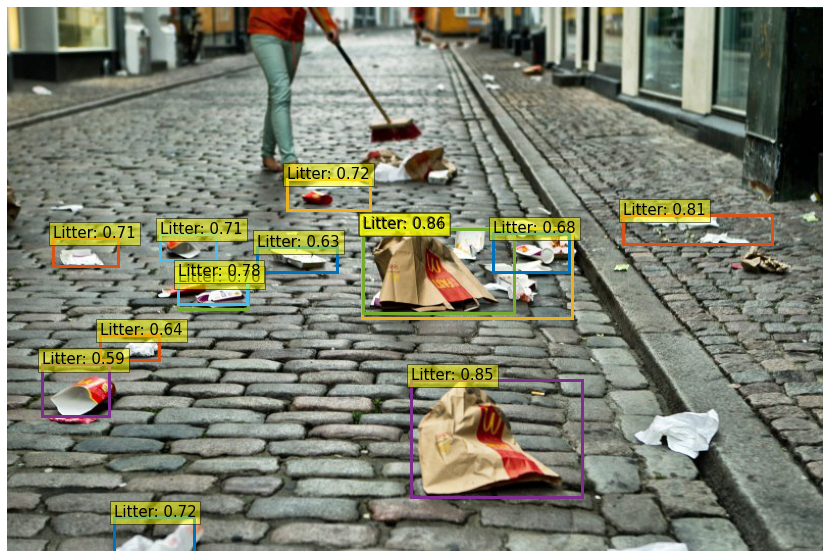 Litter: 0.72
Litter: 0.81
Litter: 0.71
Litter: 0.71
Litter: 0.86
Litter: 0.68
Litter: 0.63
Litter: 0.78
Litter: 0.64
Litter: 0.59
Litter: 0.85
Litter: 0.72